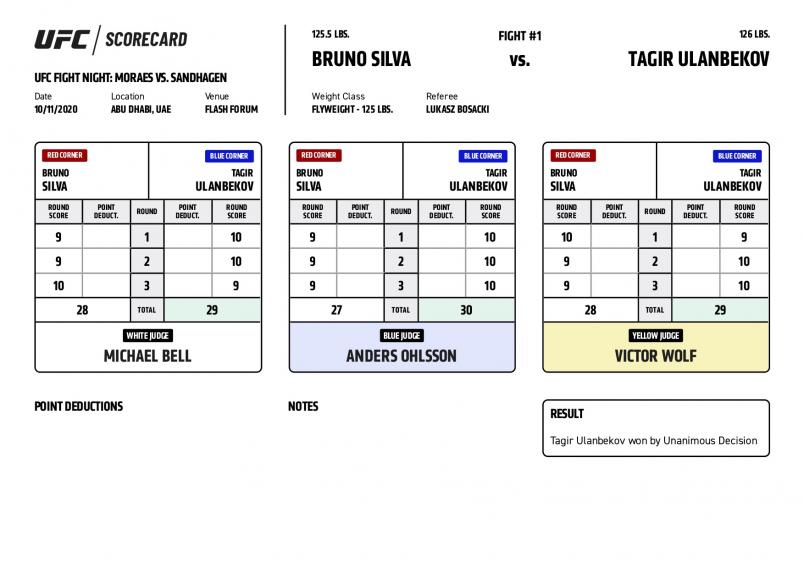 UFC / SCORECARD
UFC FIGHT NIGHT: MORAES VS. SANDHAGEN
Date Location Venue
10/11/2020 ABU DHABI, UAE FLASH FORUM
125.5 LBS. FIGHT #1 126 LBS.
BRUNO SILVA VS. TAGIR ULANBEKOV
Weight Class Referee
FLYWEIGHT - 125 LBS. LUKASZ BOSACKI
RED CORNER BLUE CORNER
BRUNO TAGIR
SILVA ULANBEKOV
ROUND POINT ROUND POINT ROUND
SCORE DEDUCT. DEDUCT. SCORE
9 1 10
9 2 10
10 3 9
28 TOTAL 29
WHITE JUDGE
MICHAEL BELL
RED CORNER BLUE CORNER
BRUNO TAGIR
SILVA ULANBEKOV
ROUND POINT ROUND POINT ROUND
SCORE DEDUCT. DEDUCT. SCORE
9 1 10
9 2 10
9 3 10
27 TOTAL 30
BLUE JUDGE
ANDERS OHLSSON
RED CORNER BLUE CORNER
BRUNO TAGIR
SILVA ULANBEKOV
ROUND POINT ROUND POINT ROUND
SCORE DEDUCT. DEDUCT. SCORE
10 1 9
9 2 10
9 3 10
28 TOTAL 29
YELLOW JUDGE
VICTOR WOLF
POINT DEDUCTIONS
NOTES
RESULT
Tagir Ulanbekov won by Unanimous Decision